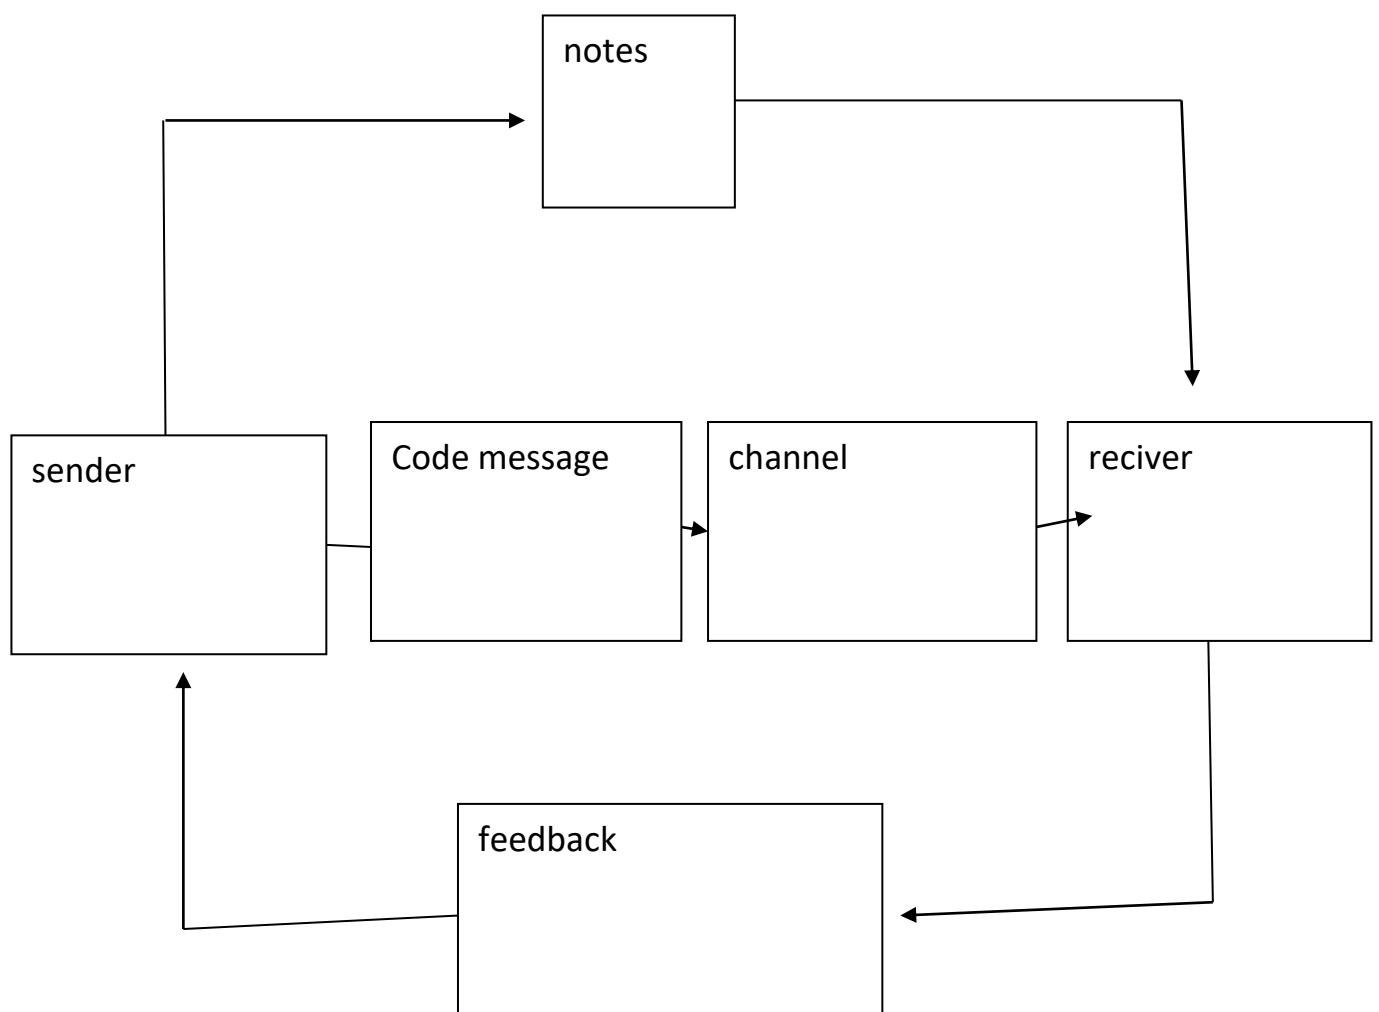 notes
sender
Code message
channel
reciver
feedback